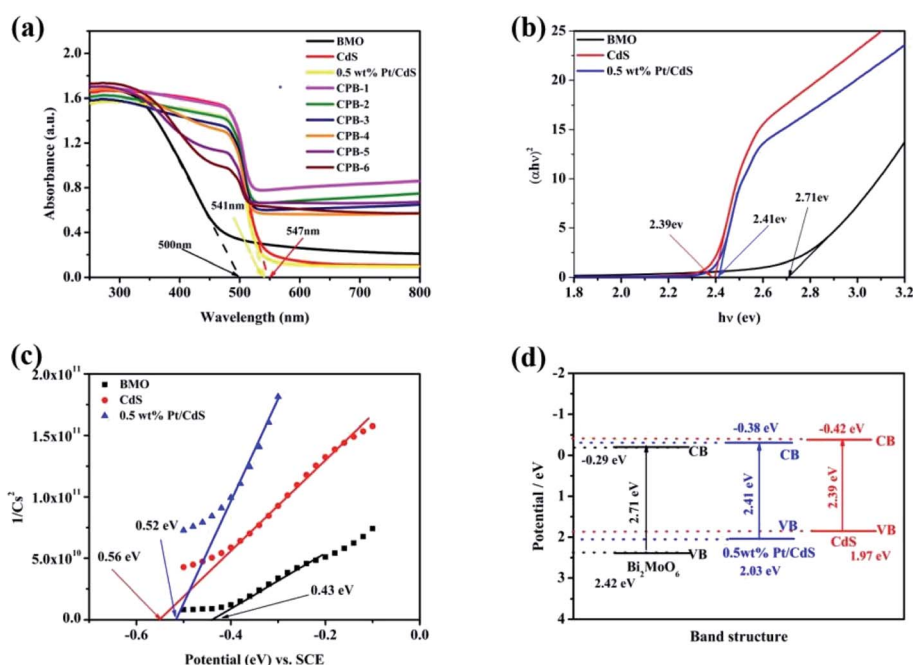 (a)
2.1
1.8
1.5
1.2
0.9
0.6
0.3
0.0
Absorbance (a.u.)
300
400
500
600
700
800
Wavelength (nm)
BMO
CdS
0.5 wt% Pt/CdS
CPB-1
CPB-2
CPB-3
CPB-4
CPB-5
CPB-6
541nm
500nm
547nm
(b)
25
20
15
10
5
0
(αhν)²
1.8
2.0
2.2
2.4
2.6
2.8
3.0
3.2
hν (ev)
BMO
CdS
0.5 wt% Pt/CdS
2.39ev
2.41ev
2.71ev
(c)
2.0x10¹¹
1.5x10¹¹
1.0x10¹¹
5.0x10¹⁰
0.0
1/Cs²
-0.6
-0.4
-0.2
0.0
Potential (eV) vs. SCE
BMO
CdS
0.5 wt% Pt/CdS
0.52 eV
0.56 eV
0.43 eV
(d)
-2
-1
0
1
2
3
4
Potential / eV
Band structure
-0.29 eV
CB
2.71 eV
VB
2.42 eV
Bi₂MoO₆
-0.38 eV
CB
2.41 eV
VB
0.5wt% Pt/CdS
2.03 eV
-0.42 eV
CB
2.39 eV
VB
CdS
1.97 eV